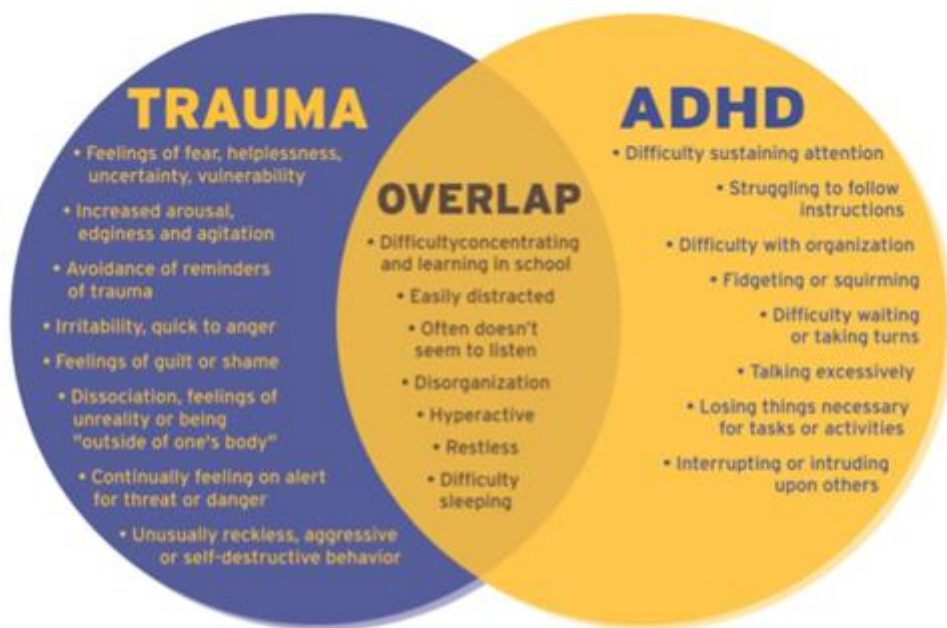 TRAUMA
• Feelings of fear, helplessness,
uncertainty, vulnerability
• Increased arousal,
edginess and agitation
• Avoidance of reminders
of trauma
• Irritability, quick to anger
• Feelings of guilt or shame
• Dissociation, feelings of
unreality or being
"outside of one's body"
• Continually feeling on alert
for threat or danger
• Unusually reckless, aggressive
or self-destructive behavior
OVERLAP
• Difficultyconcentrating
and learning in school
• Easily distracted
• Often doesn't
seem to listen
• Disorganization
• Hyperactive
• Restless
• Difficulty
sleeping
ADHD
• Difficulty sustaining attention
• Struggling to follow
instructions
• Difficulty with organization
• Fidgeting or squirming
• Difficulty waiting
or taking turns
• Talking excessively
• Losing things necessary
for tasks or activities
• Interrupting or intruding
upon others